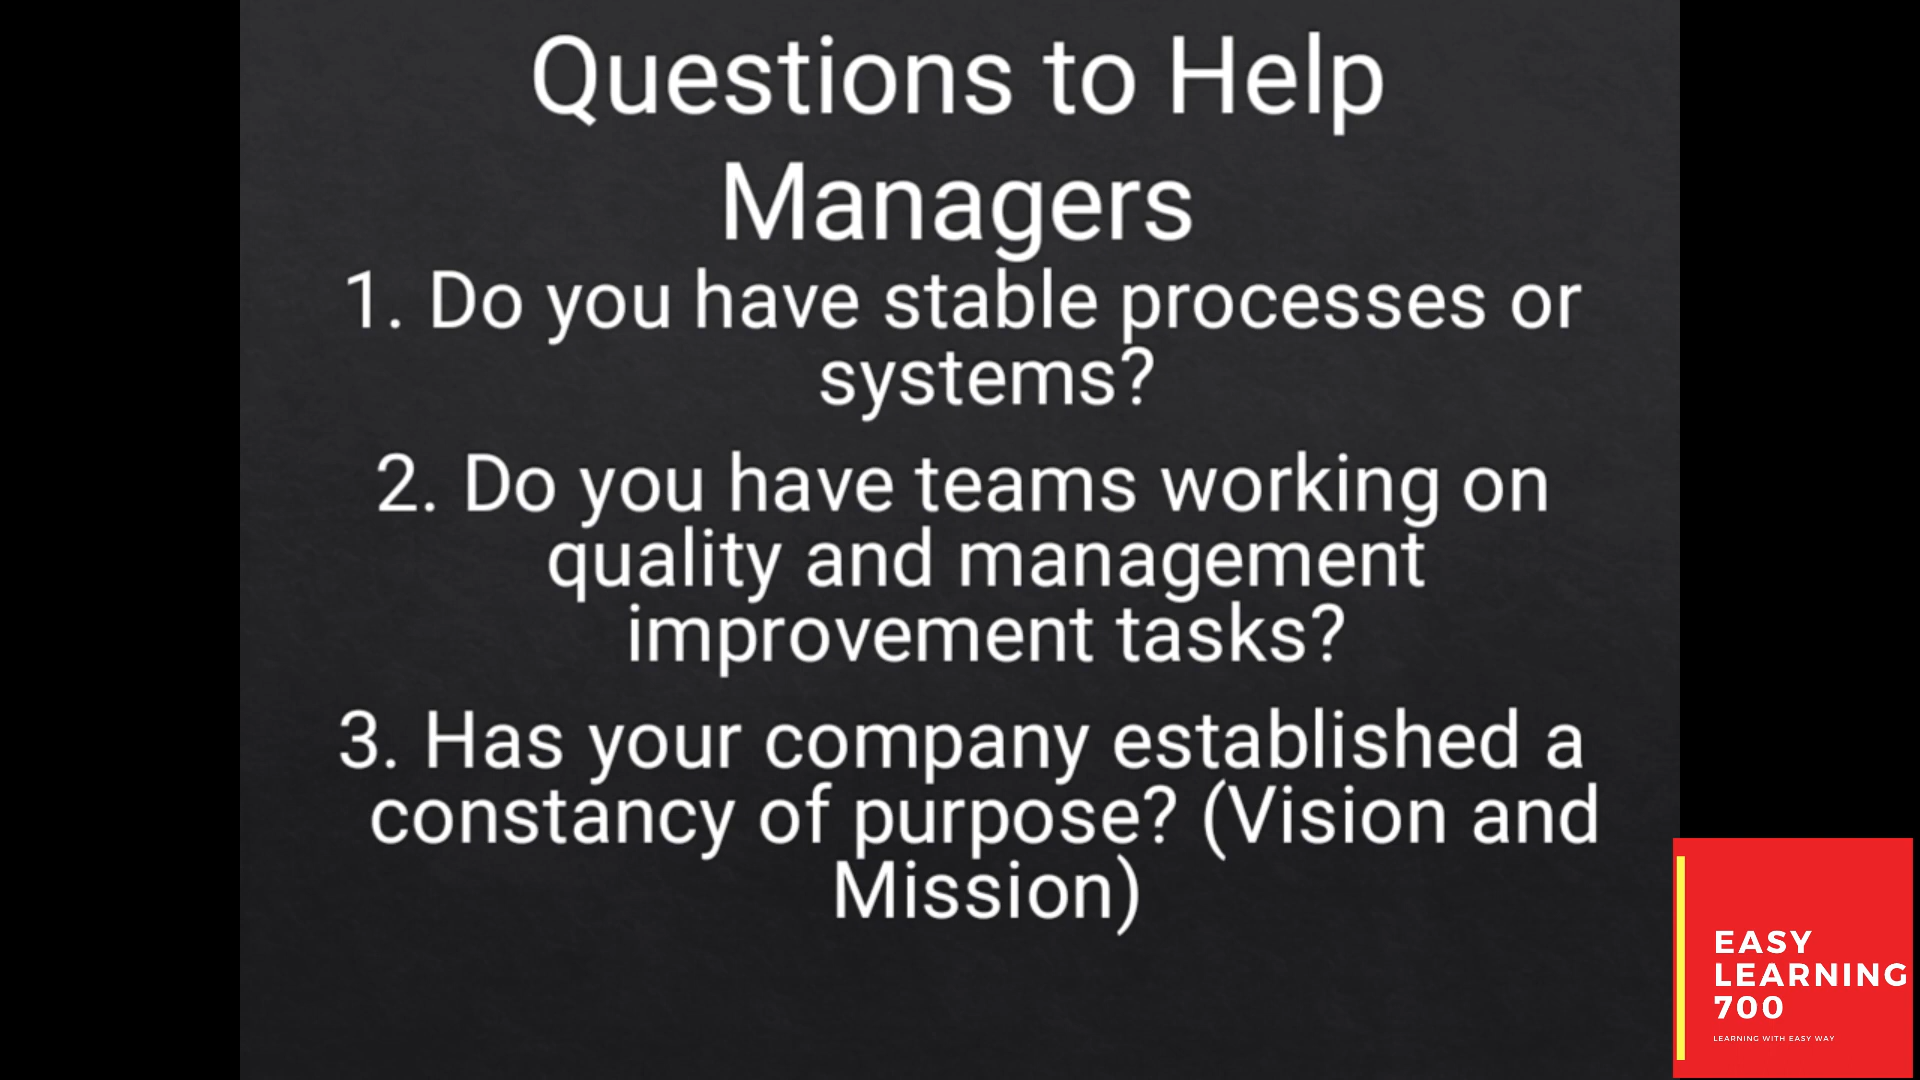 Questions to Help
Managers
1. Do you have stable processes or
systems?
2. Do you have teams working on
quality and management
improvement tasks?
3. Has your company established a
constancy of purpose? (Vision and
Mission)
EASY
LEARNING
700
LEARNING WITH EASY WAY